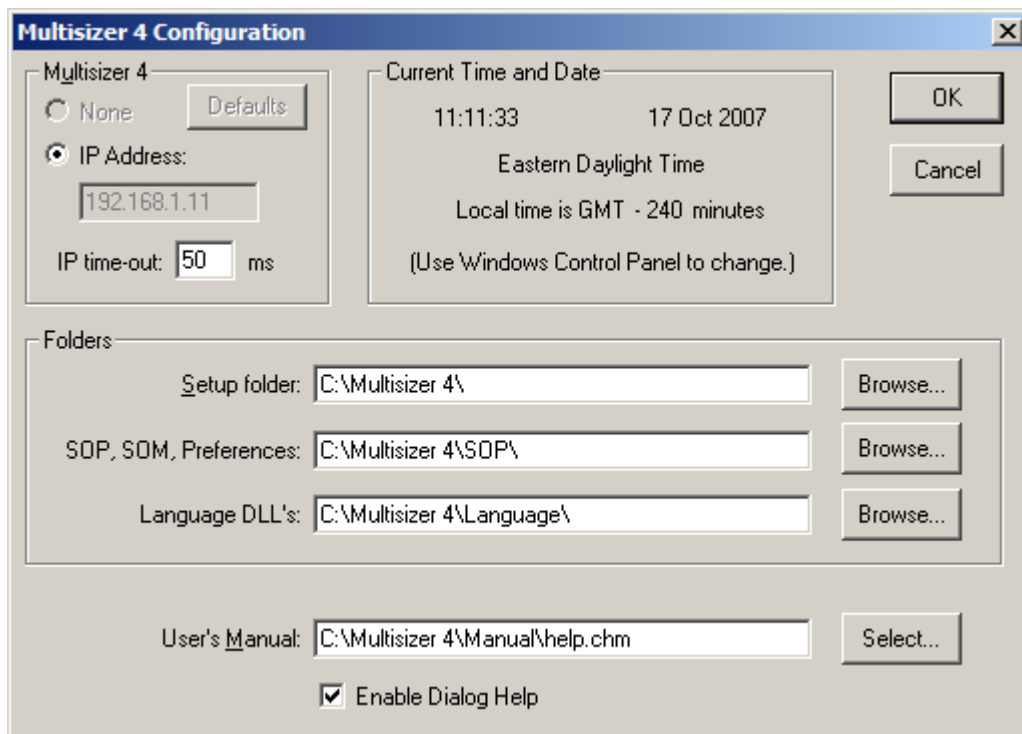 Multisizer 4 Configuration
Multisizer 4
None
Defaults
IP Address:
192.168.1.11
IP time-out: 50 ms
Current Time and Date
11:11:33 17 Oct 2007
Eastern Daylight Time
Local time is GMT - 240 minutes
(Use Windows Control Panel to change.)
OK
Cancel
Folders
Setup folder: C:\Multisizer 4\ Browse...
SOP, SOM, Preferences: C:\Multisizer 4\SOP\ Browse...
Language DLL's: C:\Multisizer 4\Language\ Browse...
User's Manual: C:\Multisizer 4\Manual\help.chm Select...
Enable Dialog Help